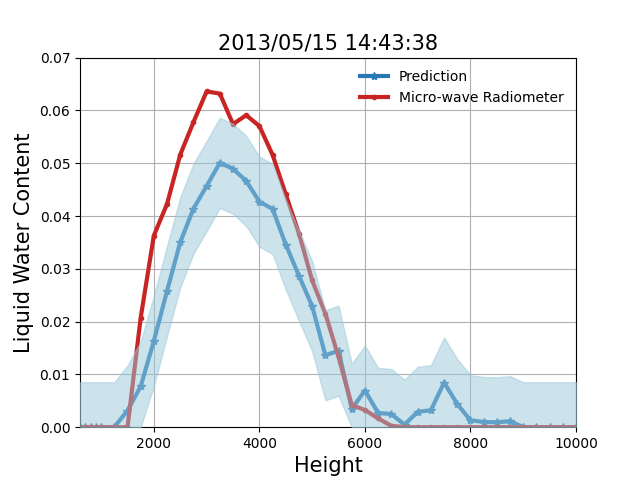 2013/05/15 14:43:38
Prediction
Micro-wave Radiometer
Liquid Water Content
0.07
0.06
0.05
0.04
0.03
0.02
0.01
0.00
2000 4000 6000 8000 10000
Height